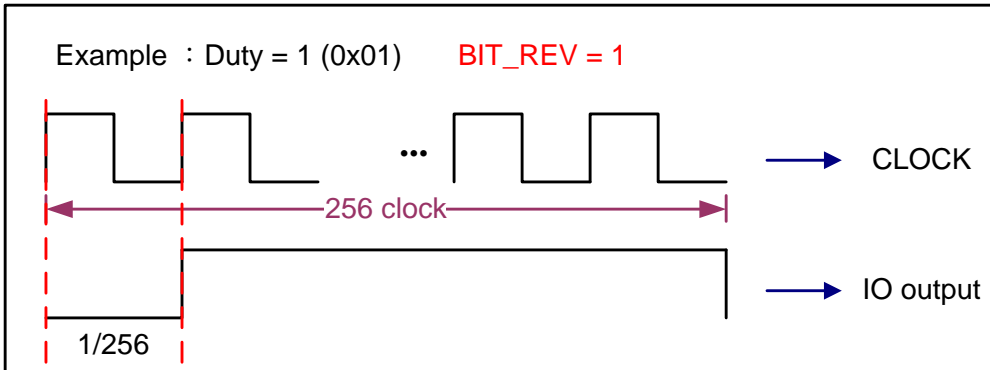 Example：Duty = 1 (0x01) BIT_REV = 1
... CLOCK
256 clock
IO output
1/256